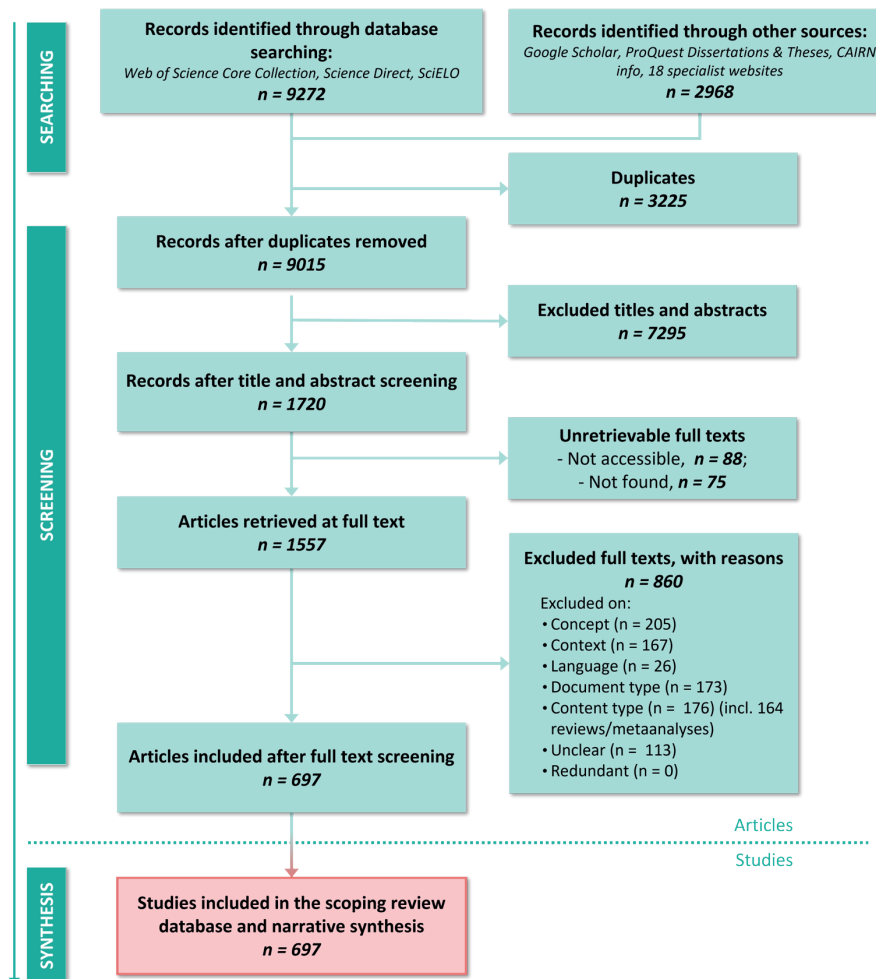 SEARCHING
Records identified through database
searching:
Web of Science Core Collection, Science Direct, SciELO
n = 9272
Records identified through other sources:
Google Scholar, ProQuest Dissertations & Theses, CAIRN
info, 18 specialist websites
n = 2968
Duplicates
n = 3225
SCREENING
Records after duplicates removed
n = 9015
Excluded titles and abstracts
n = 7295
Records after title and abstract screening
n = 1720
Unretrievable full texts
- Not accessible, n = 88;
- Not found, n = 75
Articles retrieved at full text
n = 1557
Excluded full texts, with reasons
n = 860
Excluded on:
• Concept (n = 205)
• Context (n = 167)
• Language (n = 26)
• Document type (n = 173)
• Content type (n = 176) (incl. 164
reviews/metaanalyses)
• Unclear (n = 113)
• Redundant (n = 0)
Articles included after full text screening
n = 697
Articles
Studies
SYNTHESIS
Studies included in the scoping review
database and narrative synthesis
n = 697